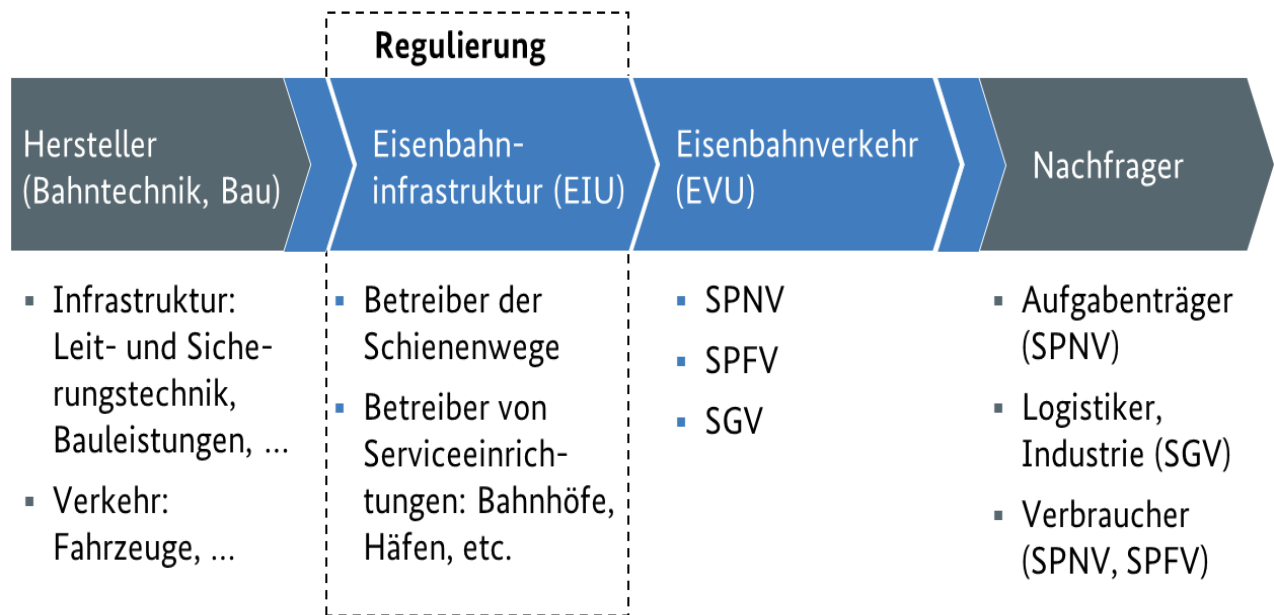 Regulierung
Hersteller
(Bahntechnik, Bau)
Eisenbahn-
infrastruktur (EIU)
Eisenbahnverkehr
(EVU)
Nachfrager
▪ Infrastruktur:
Leit- und Siche-
rungstechnik,
Bauleistungen, ...
▪ Verkehr:
Fahrzeuge, ...
▪ Betreiber der
Schienenwege
▪ Betreiber von
Serviceeinrich-
tungen: Bahnhöfe,
Häfen, etc.
▪ SPNV
▪ SPFV
▪ SGV
▪ Aufgabenträger
(SPNV)
▪ Logistiker,
Industrie (SGV)
▪ Verbraucher
(SPNV, SPFV)